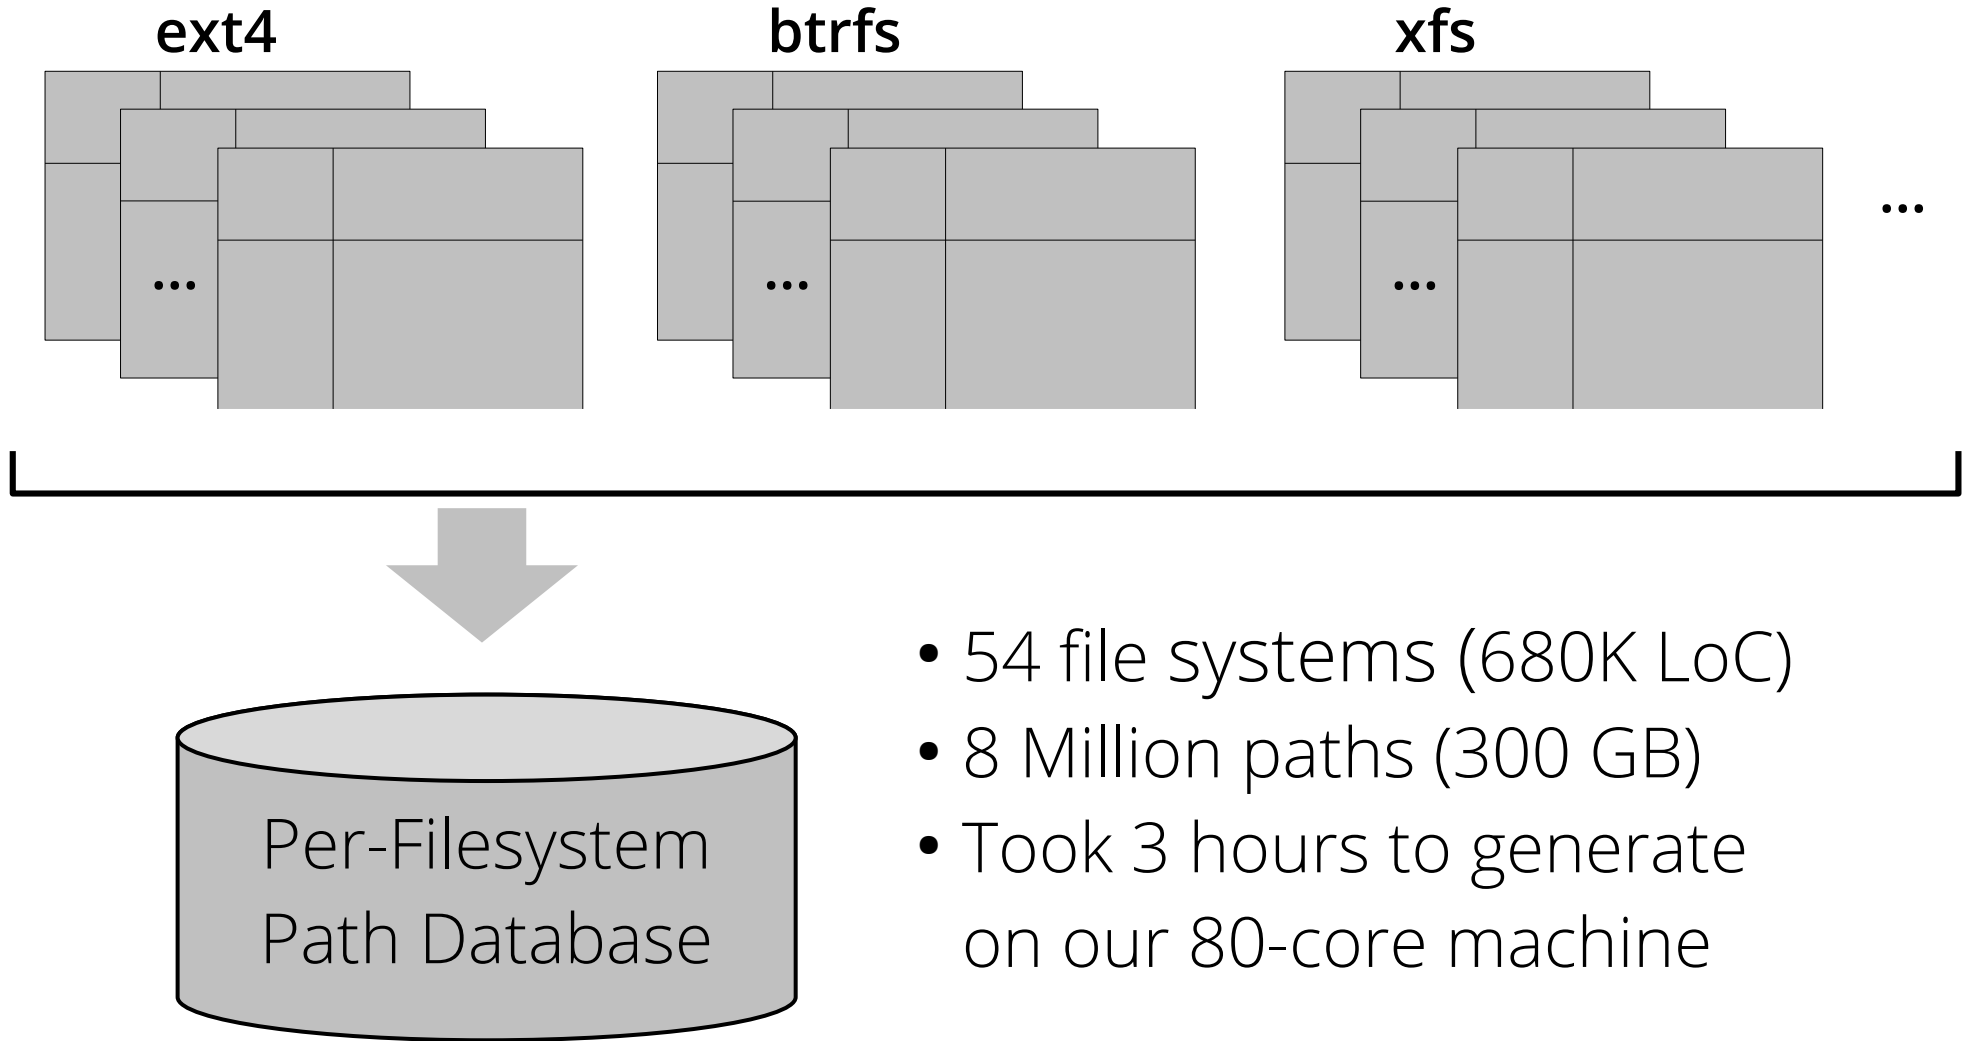 ext4 btrfs xfs
...
... ... ...
• 54 file systems (680K LoC)
• 8 Million paths (300 GB)
• Took 3 hours to generate
on our 80-core machine
Per-Filesystem
Path Database